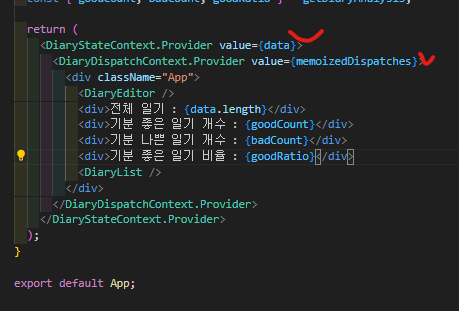 const { goodCount, badCount, goodRatio } = getDiaryAnalysis;
return (
<DiaryStateContext.Provider value={data}>
<DiaryDispatchContext.Provider value={memoizedDispatches}>
<div className="App">
<DiaryEditor />
<div>전체 일기 : {data.length}</div>
<div>기분 좋은 일기 개수 : {goodCount}</div>
<div>기분 나쁜 일기 개수 : {badCount}</div>
<div>기분 좋은 일기 비율 : {goodRatio}</div>
<DiaryList />
</div>
</DiaryDispatchContext.Provider>
</DiaryStateContext.Provider>
);
}
export default App;